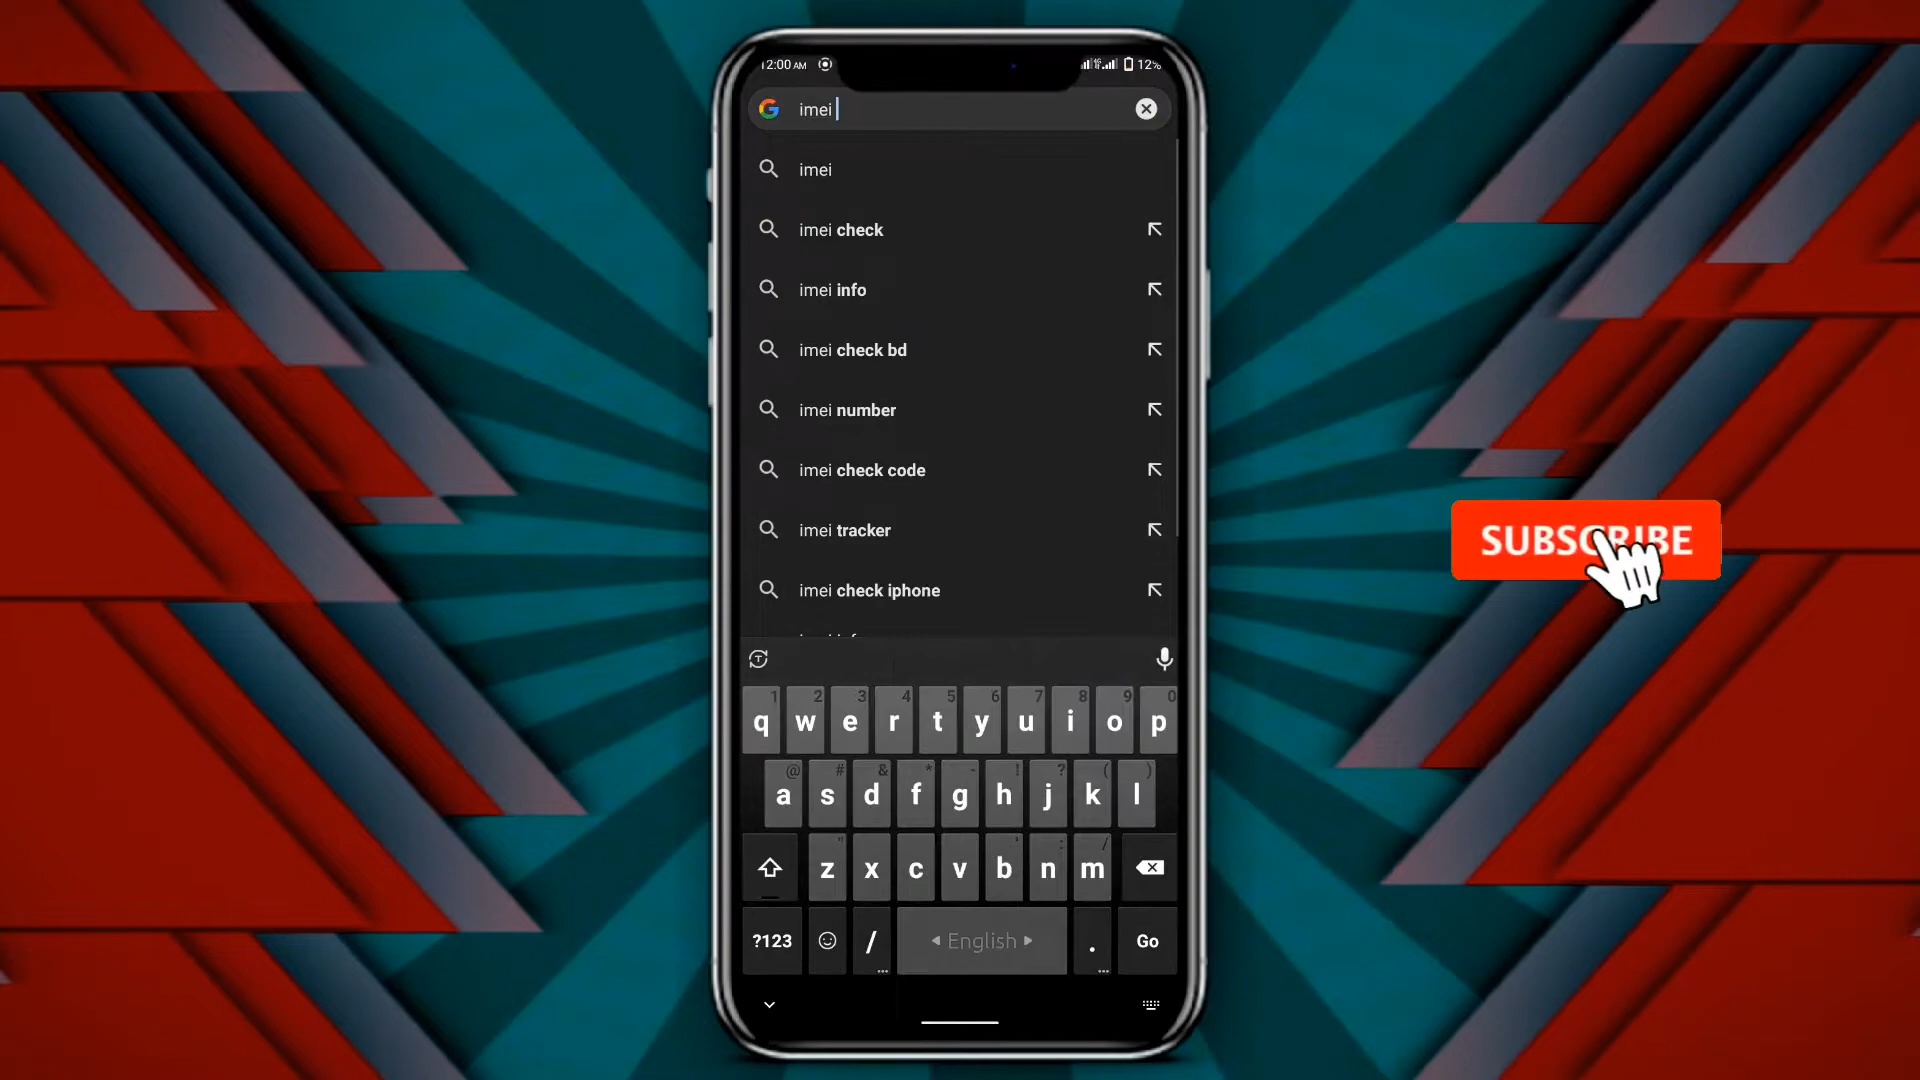 12:00 AM 4G 12%
imei
imei
imei check
imei info
imei check bd
imei number
imei check code
imei tracker
imei check iphone
SUBSCRIBE
1 2 3 4 5 6 7 8 9 0
q w e r t y u i o p
@ # & * - ! ? ( )
a s d f g h j k l
" ' : /
z x c v b n m
?123 / English . Go